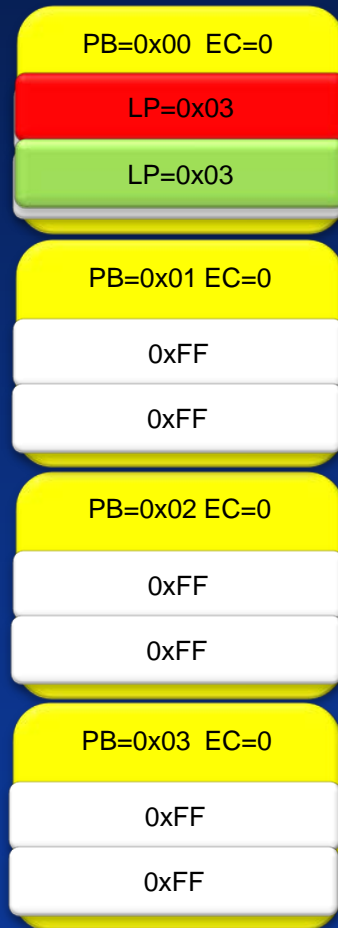 PB=0x00  EC=0
LP=0x03
LP=0x03
PB=0x01 EC=0
0xFF
0xFF
PB=0x02 EC=0
0xFF
0xFF
PB=0x03  EC=0
0xFF
0xFF